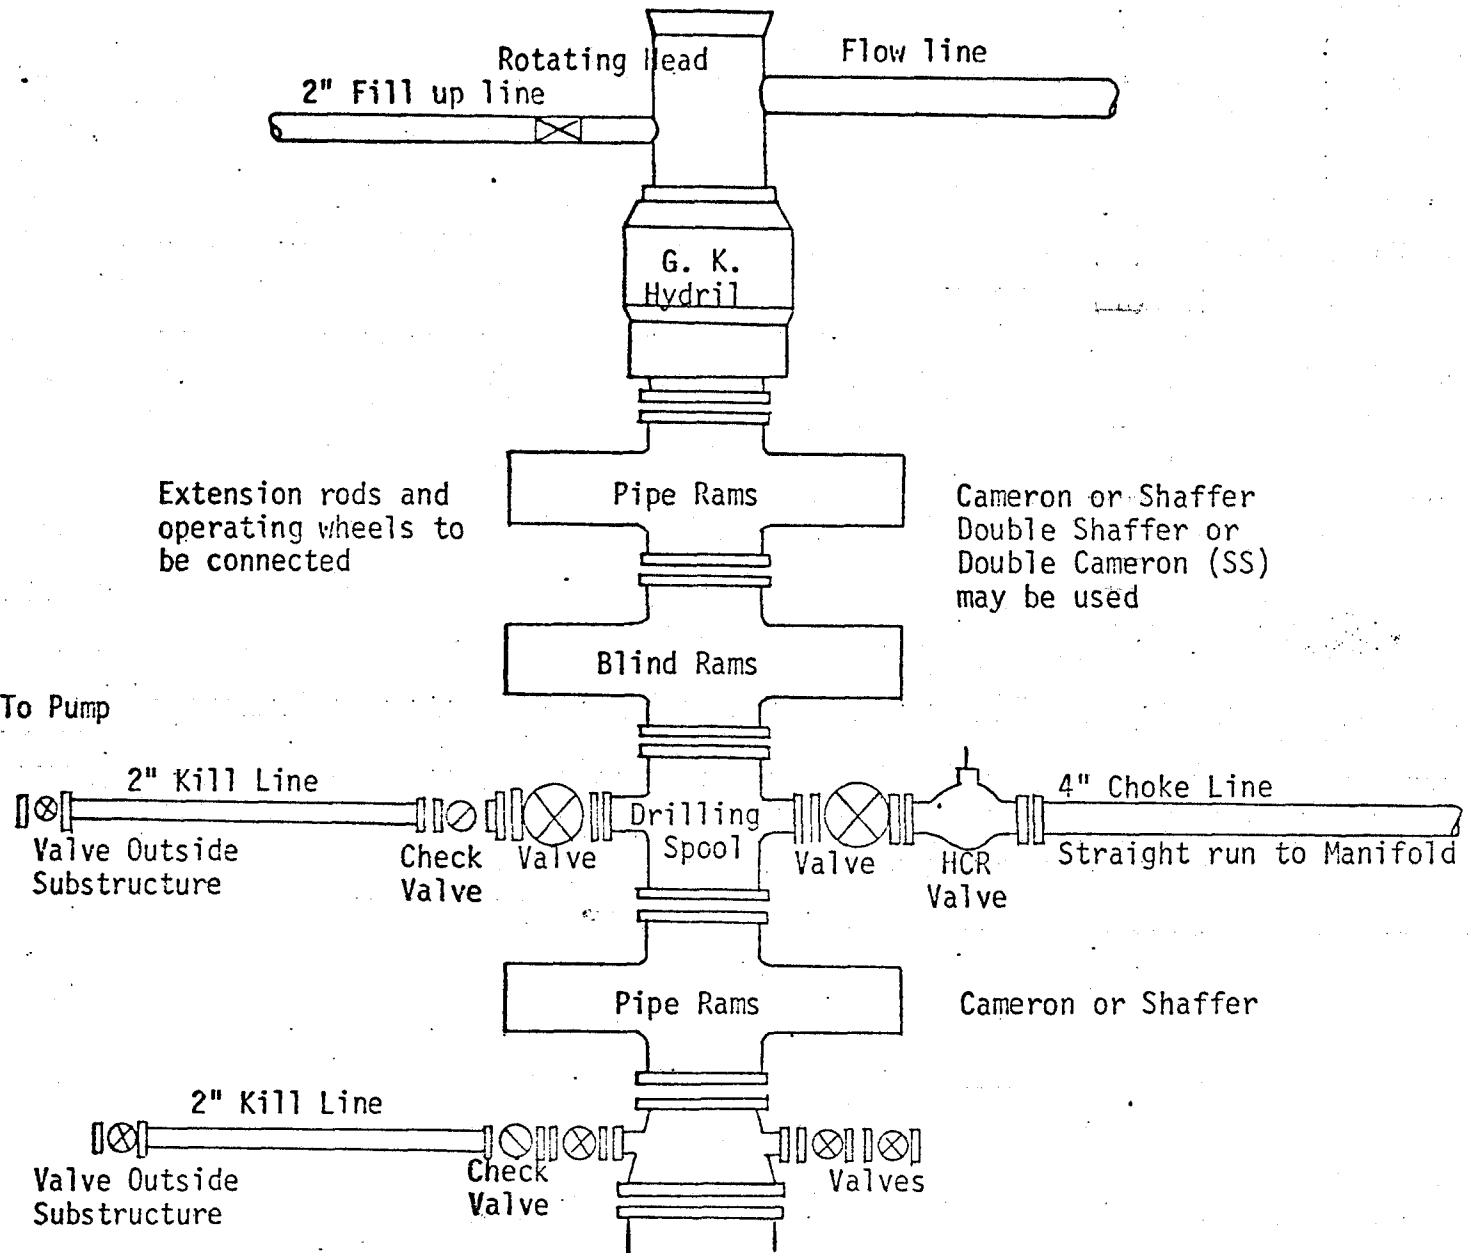 Rotating Head
Flow line
2" Fill up line
G. K.
Hydril
Pipe Rams
Extension rods and
operating wheels to
be connected
Cameron or Shaffer
Double Shaffer or
Double Cameron (SS)
may be used
Blind Rams
To Pump
2" Kill Line
4" Choke Line
Drilling
Spool
Valve Outside
Substructure
Check
Valve
Valve
Valve
HCR
Valve
Straight run to Manifold
Pipe Rams
Cameron or Shaffer
2" Kill Line
Valve Outside
Substructure
Check
Valve
Valves